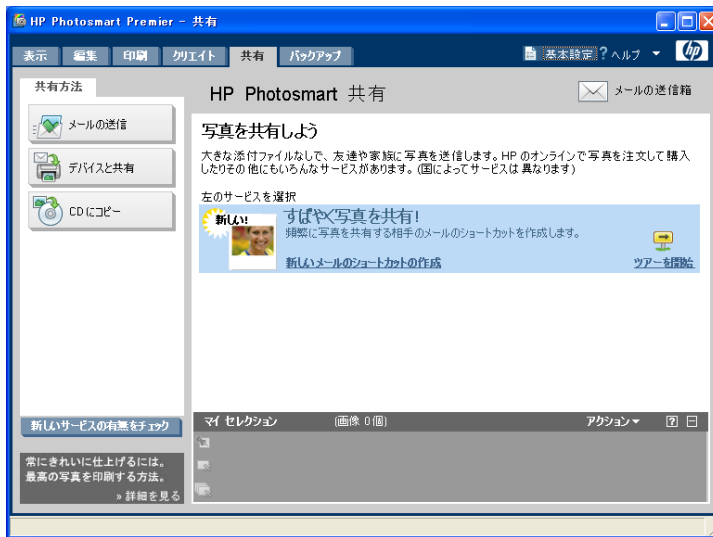 HP Photosmart Premier – 共有
表示 編集 印刷 クリエイト 共有 バックアップ 基本設定 ? ヘルプ hp
共有方法
メールの送信
デバイスと共有
CD にコピー
新しいサービスの有無をチェック
常にきれいに仕上げるには。
最高の写真を印刷する方法。
» 詳細を見る
HP Photosmart 共有 メールの送信箱
写真を共有しよう
大きな添付ファイルなしで、友達や家族に写真を送信します。HP のオンラインで写真を注文して購入
したりその他にもいろんなサービスがあります。(国によってサービスは異なります)
左のサービスを選択
新しい!
すばやく写真を共有!
頻繁に写真を共有する相手のメールのショートカットを作成します。
新しいメールのショートカットの作成 ツアーを開始
マイ セレクション (画像 0 個) アクション ?